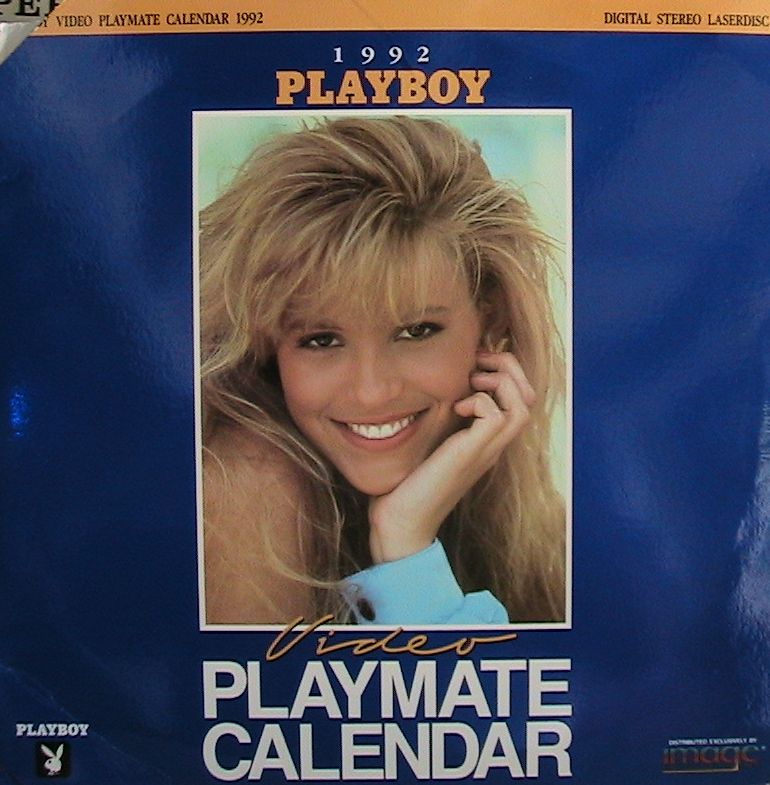 VIDEO PLAYMATE CALENDAR 1992
DIGITAL STEREO LASERDISC
1992
PLAYBOY
Video
PLAYMATE
CALENDAR
PLAYBOY
DISTRIBUTED EXCLUSIVELY BY
image